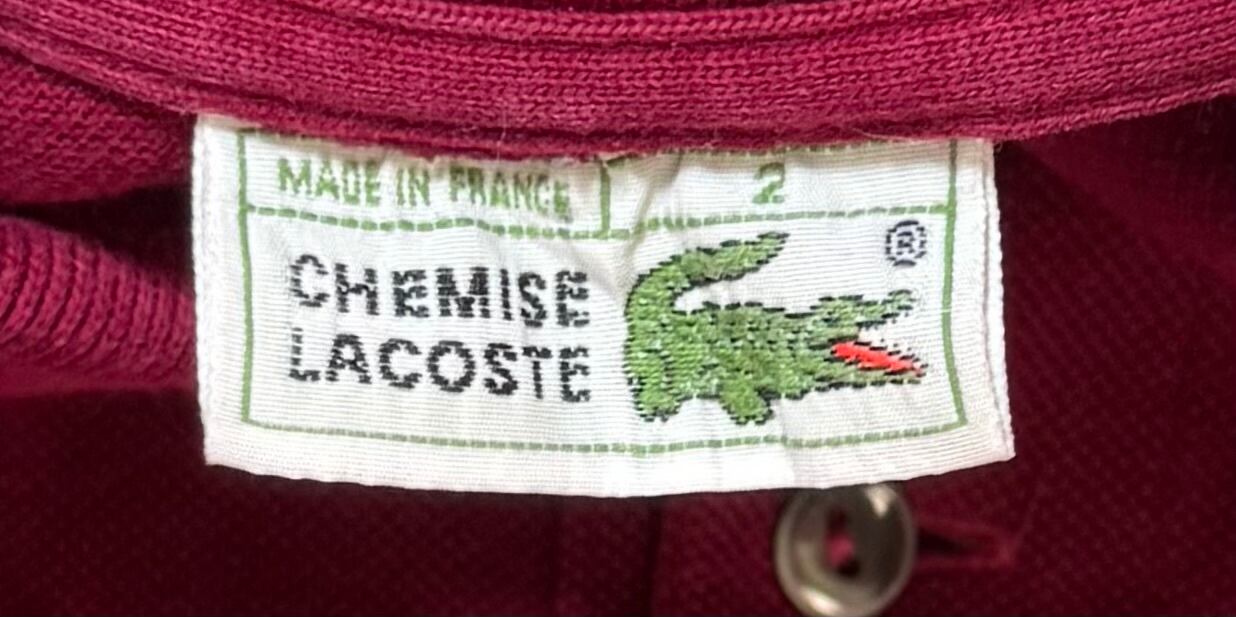 MADE IN FRANCE 2
®
CHEMISE
LACOSTE